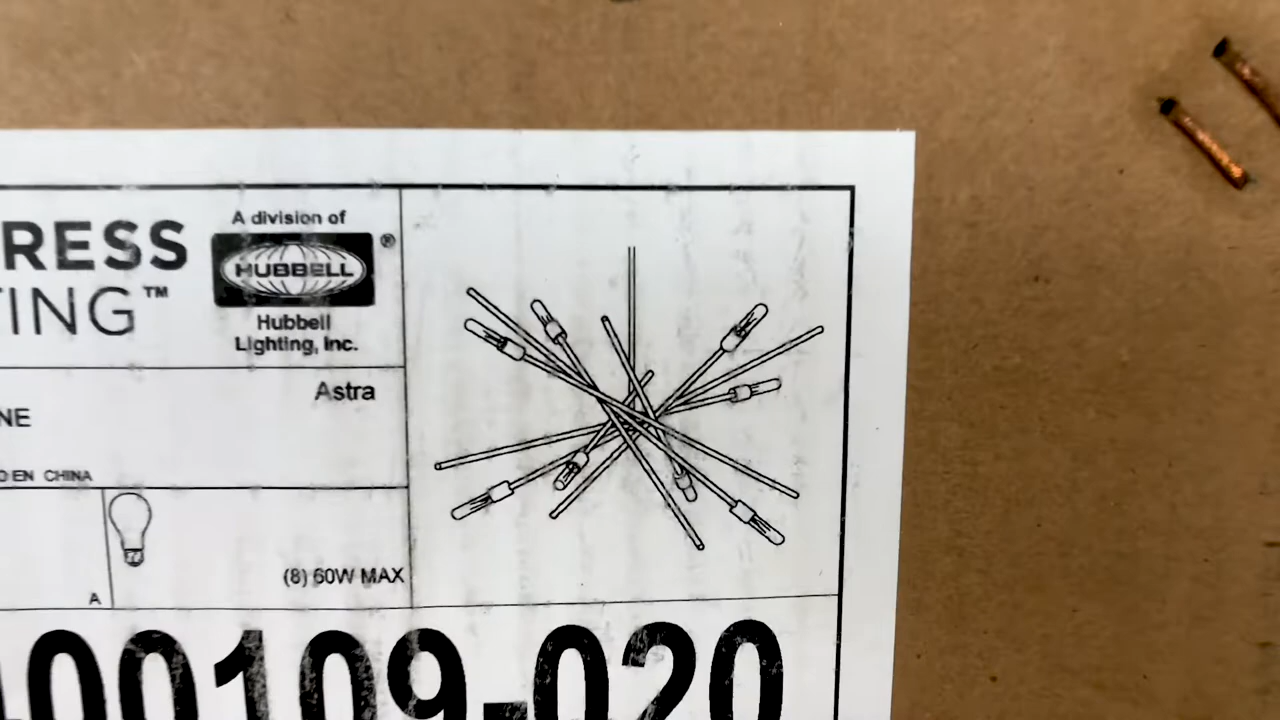 RESS
TING™
A division of
HUBBELL®
Hubbell
Lighting, Inc.
Astra
NE
EN CHINA
A
(8) 60W MAX
00109-020